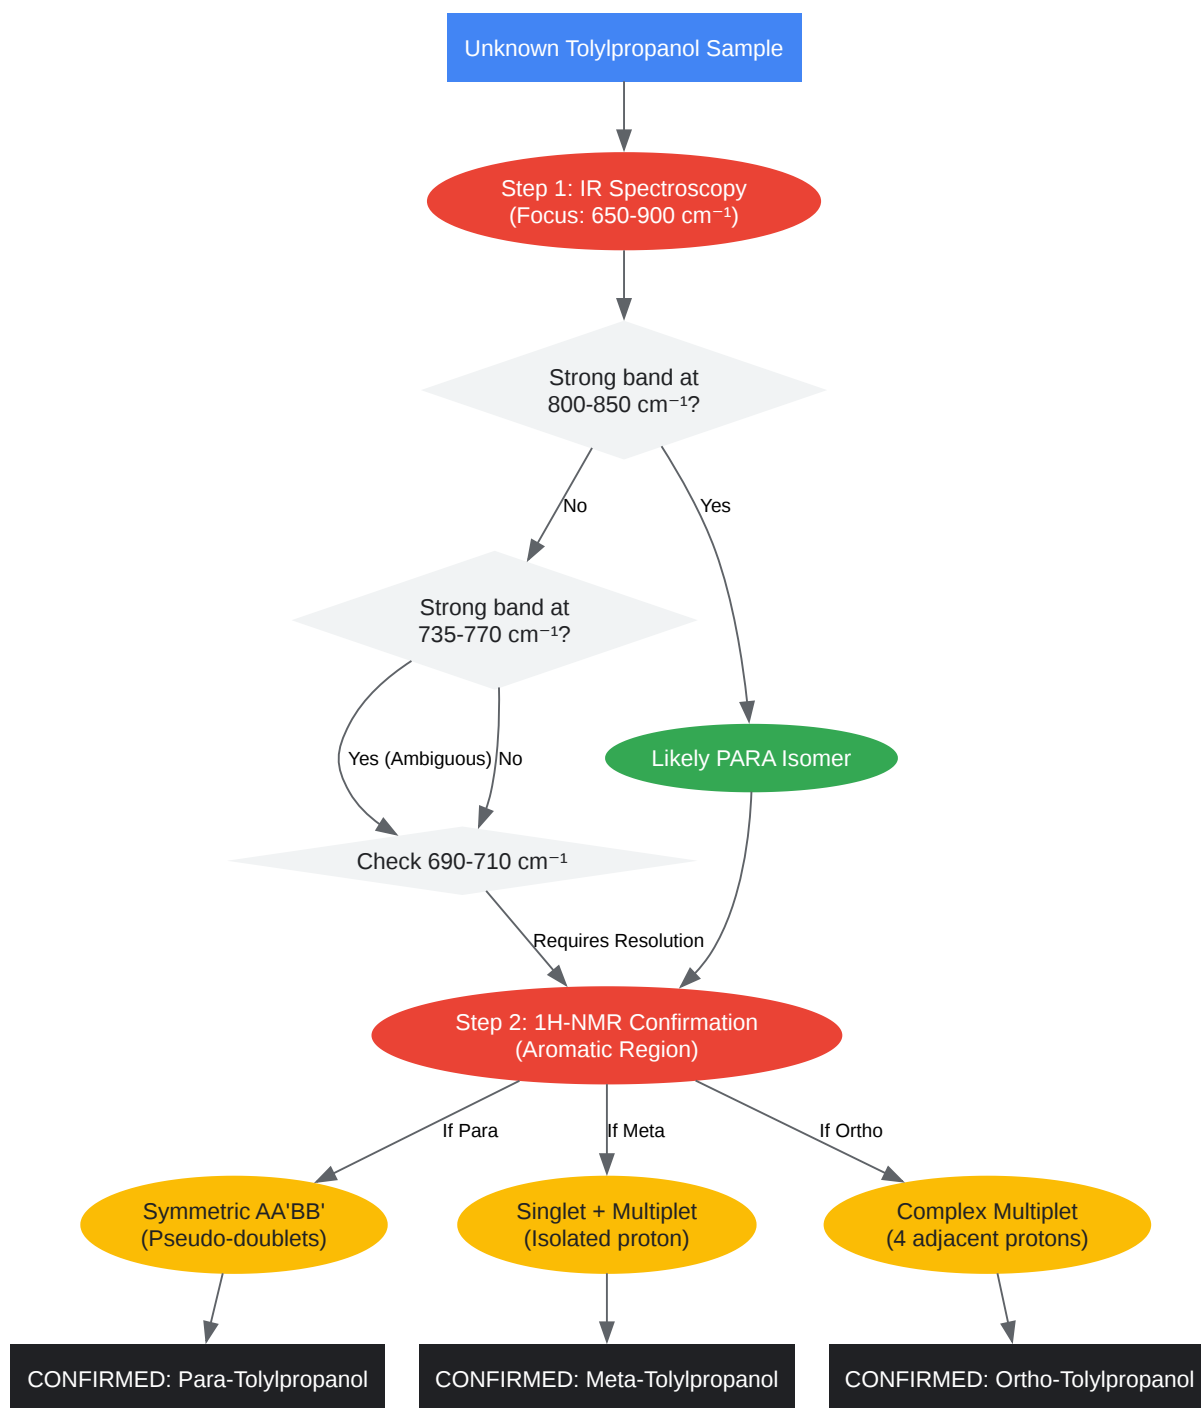 Unknown Tolylpropanol Sample
Step 1: IR Spectroscopy
(Focus: 650-900 cm⁻¹)
Strong band at
800-850 cm⁻¹?
No
Yes
Strong band at
735-770 cm⁻¹?
Yes (Ambiguous)
No
Likely PARA Isomer
Check 690-710 cm⁻¹
Requires Resolution
Step 2: 1H-NMR Confirmation
(Aromatic Region)
If Para
If Meta
If Ortho
Symmetric AA'BB'
(Pseudo-doublets)
Singlet + Multiplet
(Isolated proton)
Complex Multiplet
(4 adjacent protons)
CONFIRMED: Para-Tolylpropanol
CONFIRMED: Meta-Tolylpropanol
CONFIRMED: Ortho-Tolylpropanol